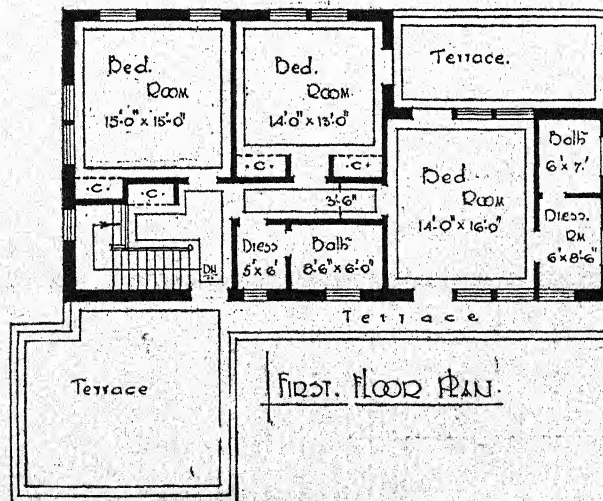 Bed.
Room
15'-0" x 15'-0"
Bed.
Room
14'-0" x 13'-0"
Terrace.
C
C
C
C
3'-6"
Bed
Room
14'-0" x 16'-0"
Bath
6' x 7'
Dress.
RM
6' x 8'-6"
Dress
5' x 6'
Bath
8'-6" x 6'-0"
DN
Terrace
Terrace
FIRST. FLOOR PLAN.